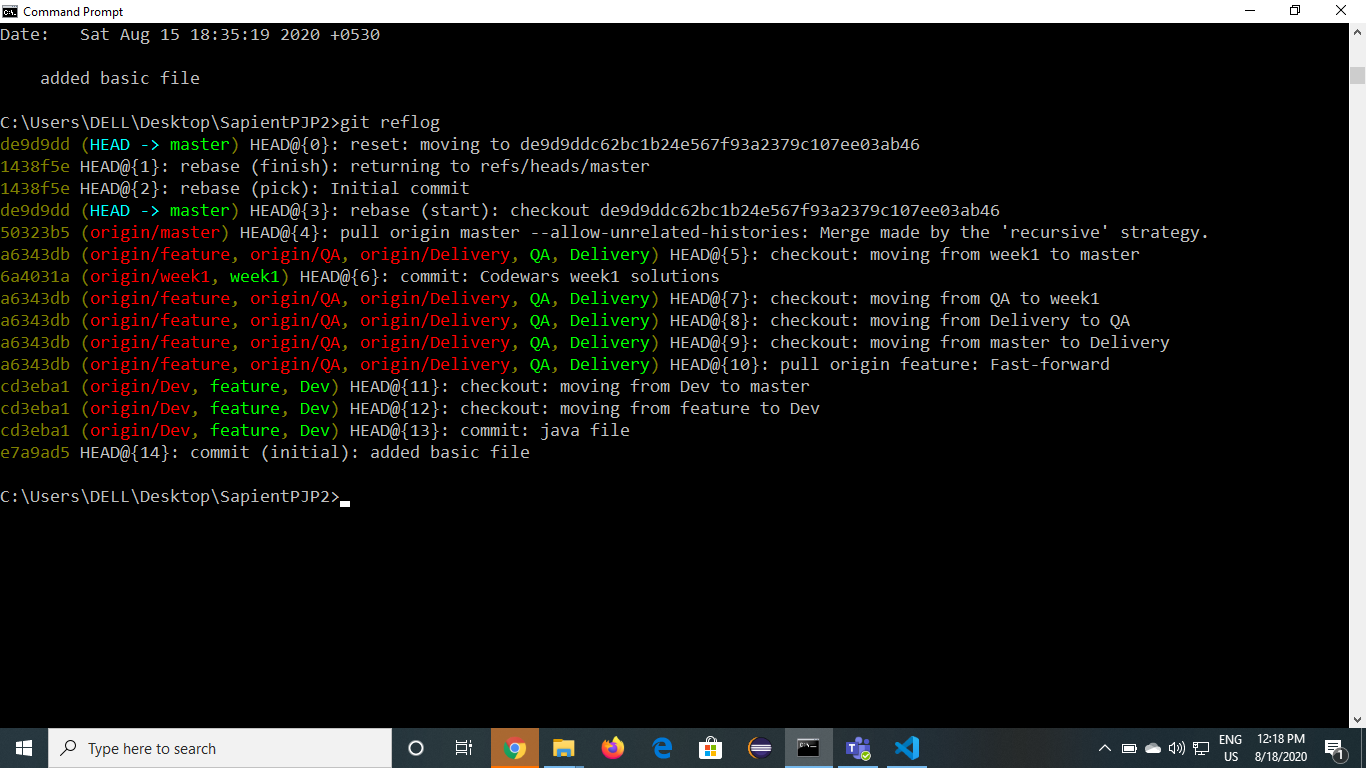 Command Prompt
Date:   Sat Aug 15 18:35:19 2020 +0530
    added basic file
C:\Users\DELL\Desktop\SapientPJP2>git reflog
de9d9dd (HEAD -> master) HEAD@{0}: reset: moving to de9d9ddc62bc1b24e567f93a2379c107ee03ab46
1438f5e HEAD@{1}: rebase (finish): returning to refs/heads/master
1438f5e HEAD@{2}: rebase (pick): Initial commit
de9d9dd (HEAD -> master) HEAD@{3}: rebase (start): checkout de9d9ddc62bc1b24e567f93a2379c107ee03ab46
50323b5 (origin/master) HEAD@{4}: pull origin master --allow-unrelated-histories: Merge made by the 'recursive' strategy.
a6343db (origin/feature, origin/QA, origin/Delivery, QA, Delivery) HEAD@{5}: checkout: moving from week1 to master
6a4031a (origin/week1, week1) HEAD@{6}: commit: Codewars week1 solutions
a6343db (origin/feature, origin/QA, origin/Delivery, QA, Delivery) HEAD@{7}: checkout: moving from QA to week1
a6343db (origin/feature, origin/QA, origin/Delivery, QA, Delivery) HEAD@{8}: checkout: moving from Delivery to QA
a6343db (origin/feature, origin/QA, origin/Delivery, QA, Delivery) HEAD@{9}: checkout: moving from master to Delivery
a6343db (origin/feature, origin/QA, origin/Delivery, QA, Delivery) HEAD@{10}: pull origin feature: Fast-forward
cd3eba1 (origin/Dev, feature, Dev) HEAD@{11}: checkout: moving from Dev to master
cd3eba1 (origin/Dev, feature, Dev) HEAD@{12}: checkout: moving from feature to Dev
cd3eba1 (origin/Dev, feature, Dev) HEAD@{13}: commit: java file
e7a9ad5 HEAD@{14}: commit (initial): added basic file
C:\Users\DELL\Desktop\SapientPJP2>
Type here to search
ENG
US
12:18 PM
8/18/2020
1